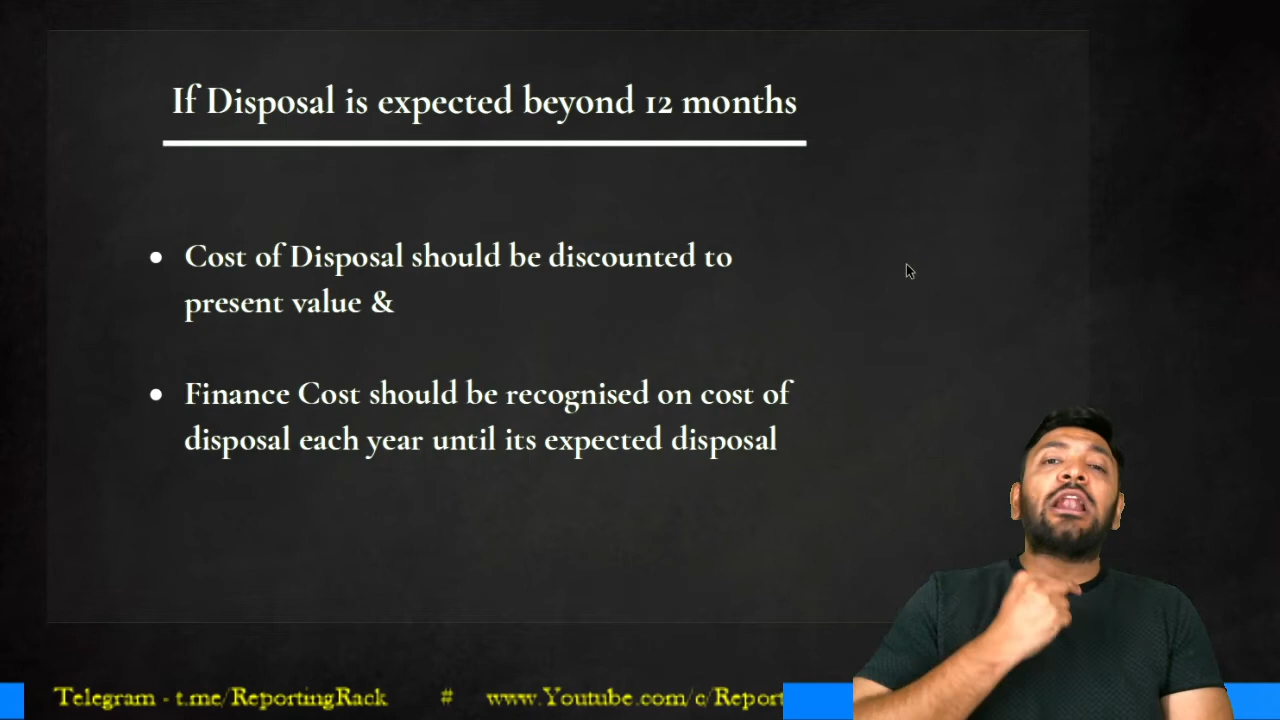 If Disposal is expected beyond 12 months
• Cost of Disposal should be discounted to
present value &
• Finance Cost should be recognised on cost of
disposal each year until its expected disposal
Telegram - t.me/ReportingRack # www.Youtube.com/c/Report